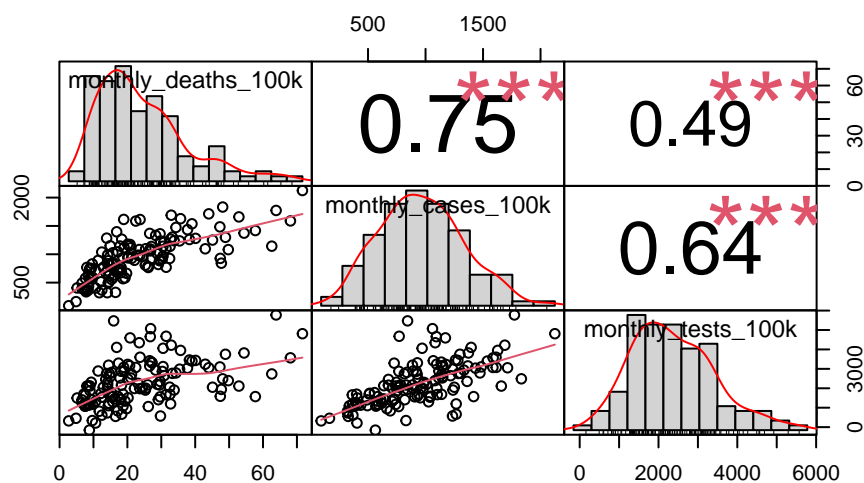 500 1500
monthly_deaths_100k
0.75
***
0.49
***
0 30 60
500 2000
monthly_cases_100k
0.64
***
monthly_tests_100k
0 3000
0 20 40 60
0 2000 4000 6000